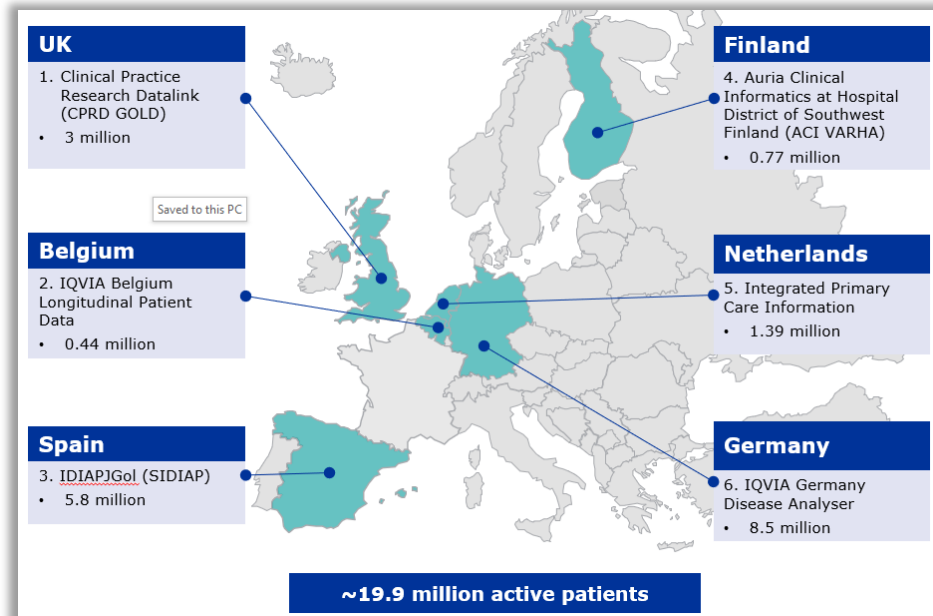 UK
1. Clinical Practice
Research Datalink
(CPRD GOLD)
• 3 million
Saved to this PC
Belgium
2. IQVIA Belgium
Longitudinal Patient
Data
• 0.44 million
Spain
3. IDIAPJGol (SIDIAP)
• 5.8 million
Finland
4. Auria Clinical
Informatics at Hospital
District of Southwest
Finland (ACI VARHA)
• 0.77 million
Netherlands
5. Integrated Primary
Care Information
• 1.39 million
Germany
6. IQVIA Germany
Disease Analyser
• 8.5 million
~19.9 million active patients